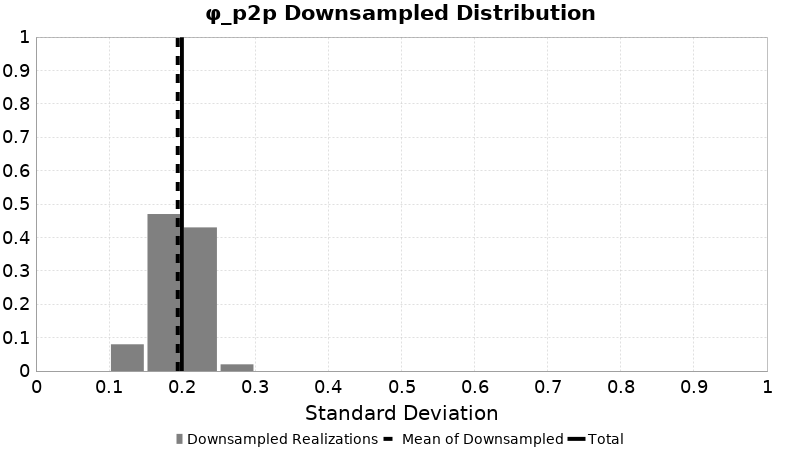 φ_p2p Downsampled Distribution
1
0.9
0.8
0.7
0.6
0.5
0.4
0.3
0.2
0.1
0
0 0.1 0.2 0.3 0.4 0.5 0.6 0.7 0.8 0.9 1
Standard Deviation
Downsampled Realizations Mean of Downsampled Total